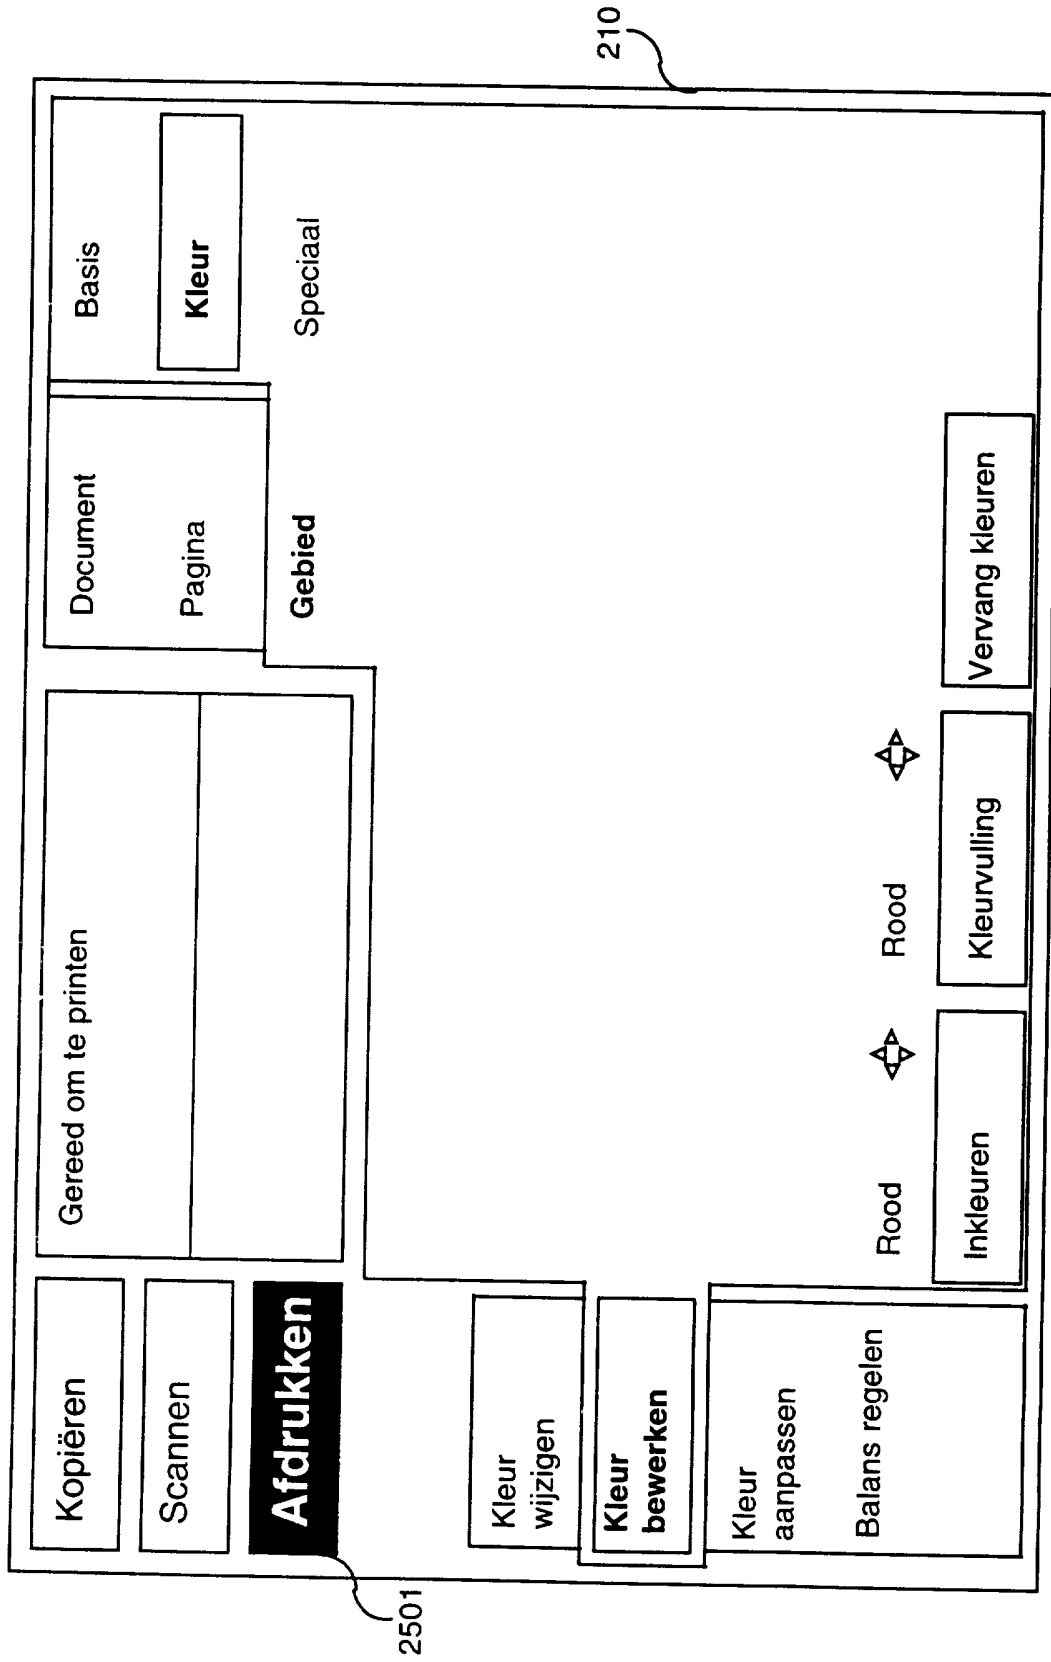 210
Kopiëren
Scannen
Afdrukken
2501
Gereed om te printen
Document
Pagina
Gebied
Basis
Kleur
Speciaal
Kleur
wijzigen
Kleur
bewerken
Kleur
aanpassen
Balans regelen
Rood
Inkleuren
Rood
Kleurvulling
Vervang kleuren